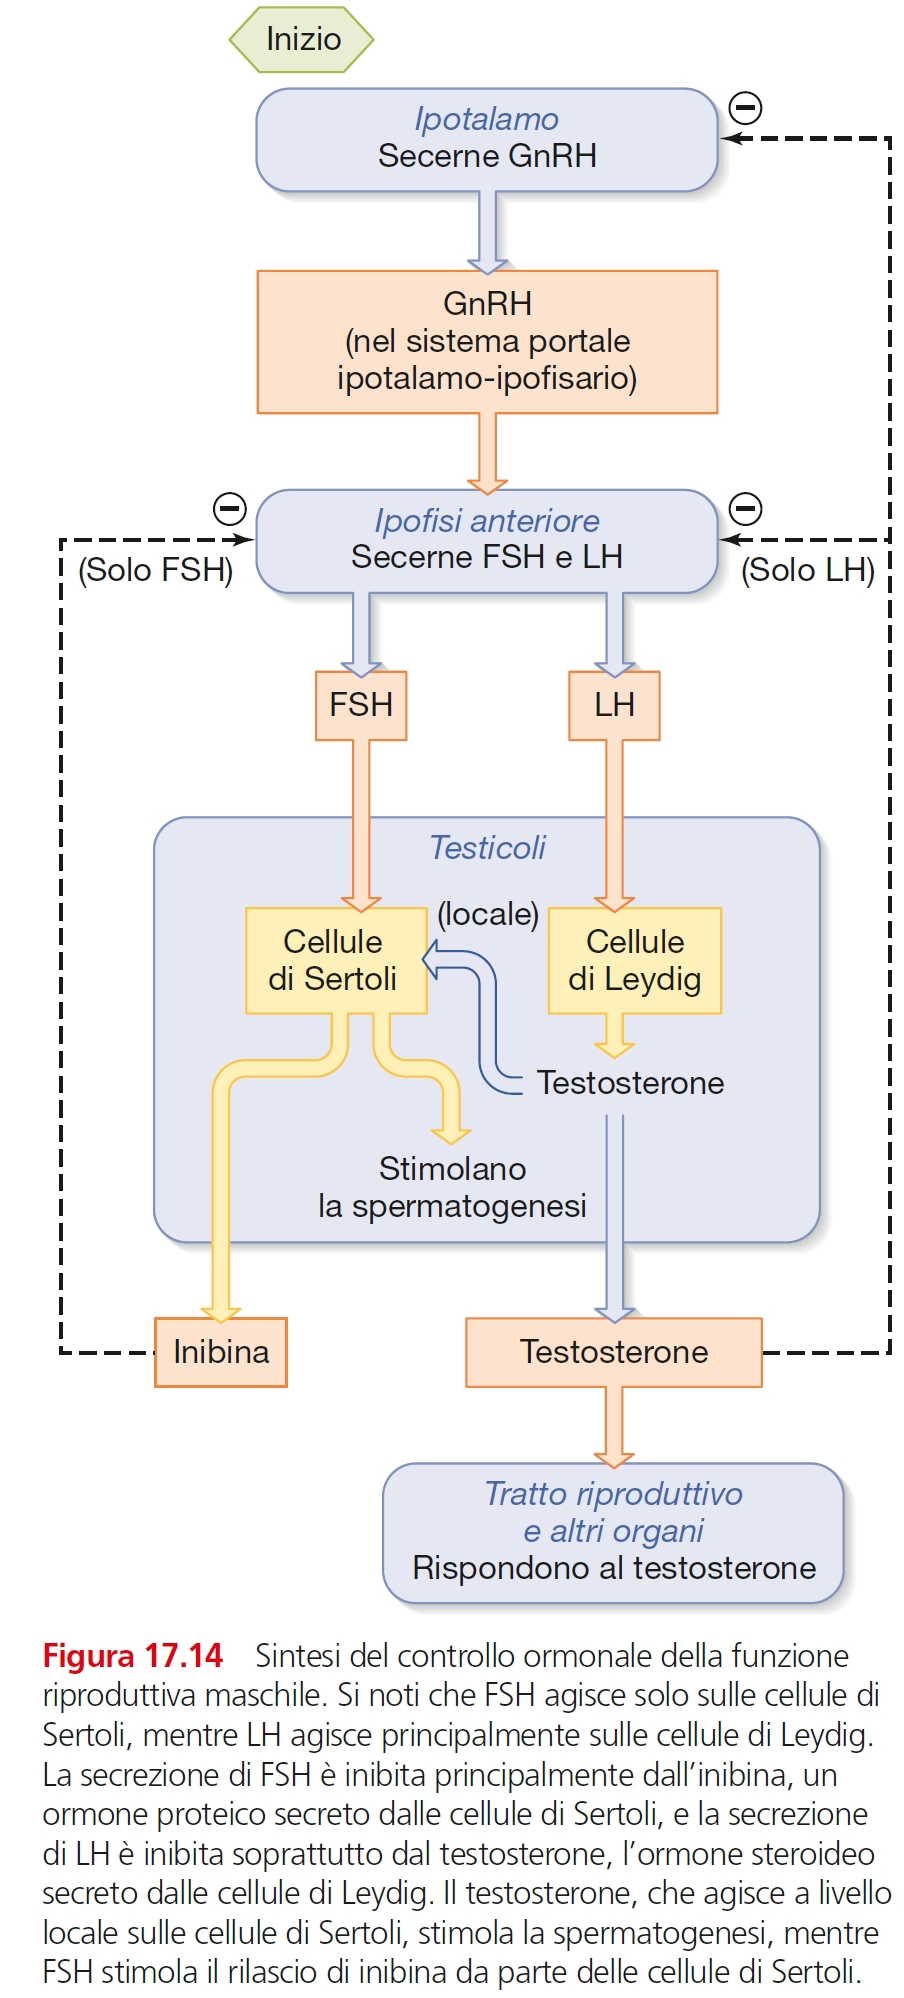 Inizio
Ipotalamo
Secerne GnRH
GnRH
(nel sistema portale
ipotalamo-ipofisario)
Ipofisi anteriore
Secerne FSH e LH
(Solo FSH)
(Solo LH)
FSH
LH
Testicoli
(locale)
Cellule
di Sertoli
Cellule
di Leydig
Testosterone
Stimolano
la spermatogenesi
Inibina
Testosterone
Tratto riproduttivo
e altri organi
Rispondono al testosterone
Figura 17.14 Sintesi del controllo ormonale della funzione
riproduttiva maschile. Si noti che FSH agisce solo sulle cellule di
Sertoli, mentre LH agisce principalmente sulle cellule di Leydig.
La secrezione di FSH è inibita principalmente dall’inibina, un
ormone proteico secreto dalle cellule di Sertoli, e la secrezione
di LH è inibita soprattutto dal testosterone, l’ormone steroideo
secreto dalle cellule di Leydig. Il testosterone, che agisce a livello
locale sulle cellule di Sertoli, stimola la spermatogenesi, mentre
FSH stimola il rilascio di inibina da parte delle cellule di Sertoli.